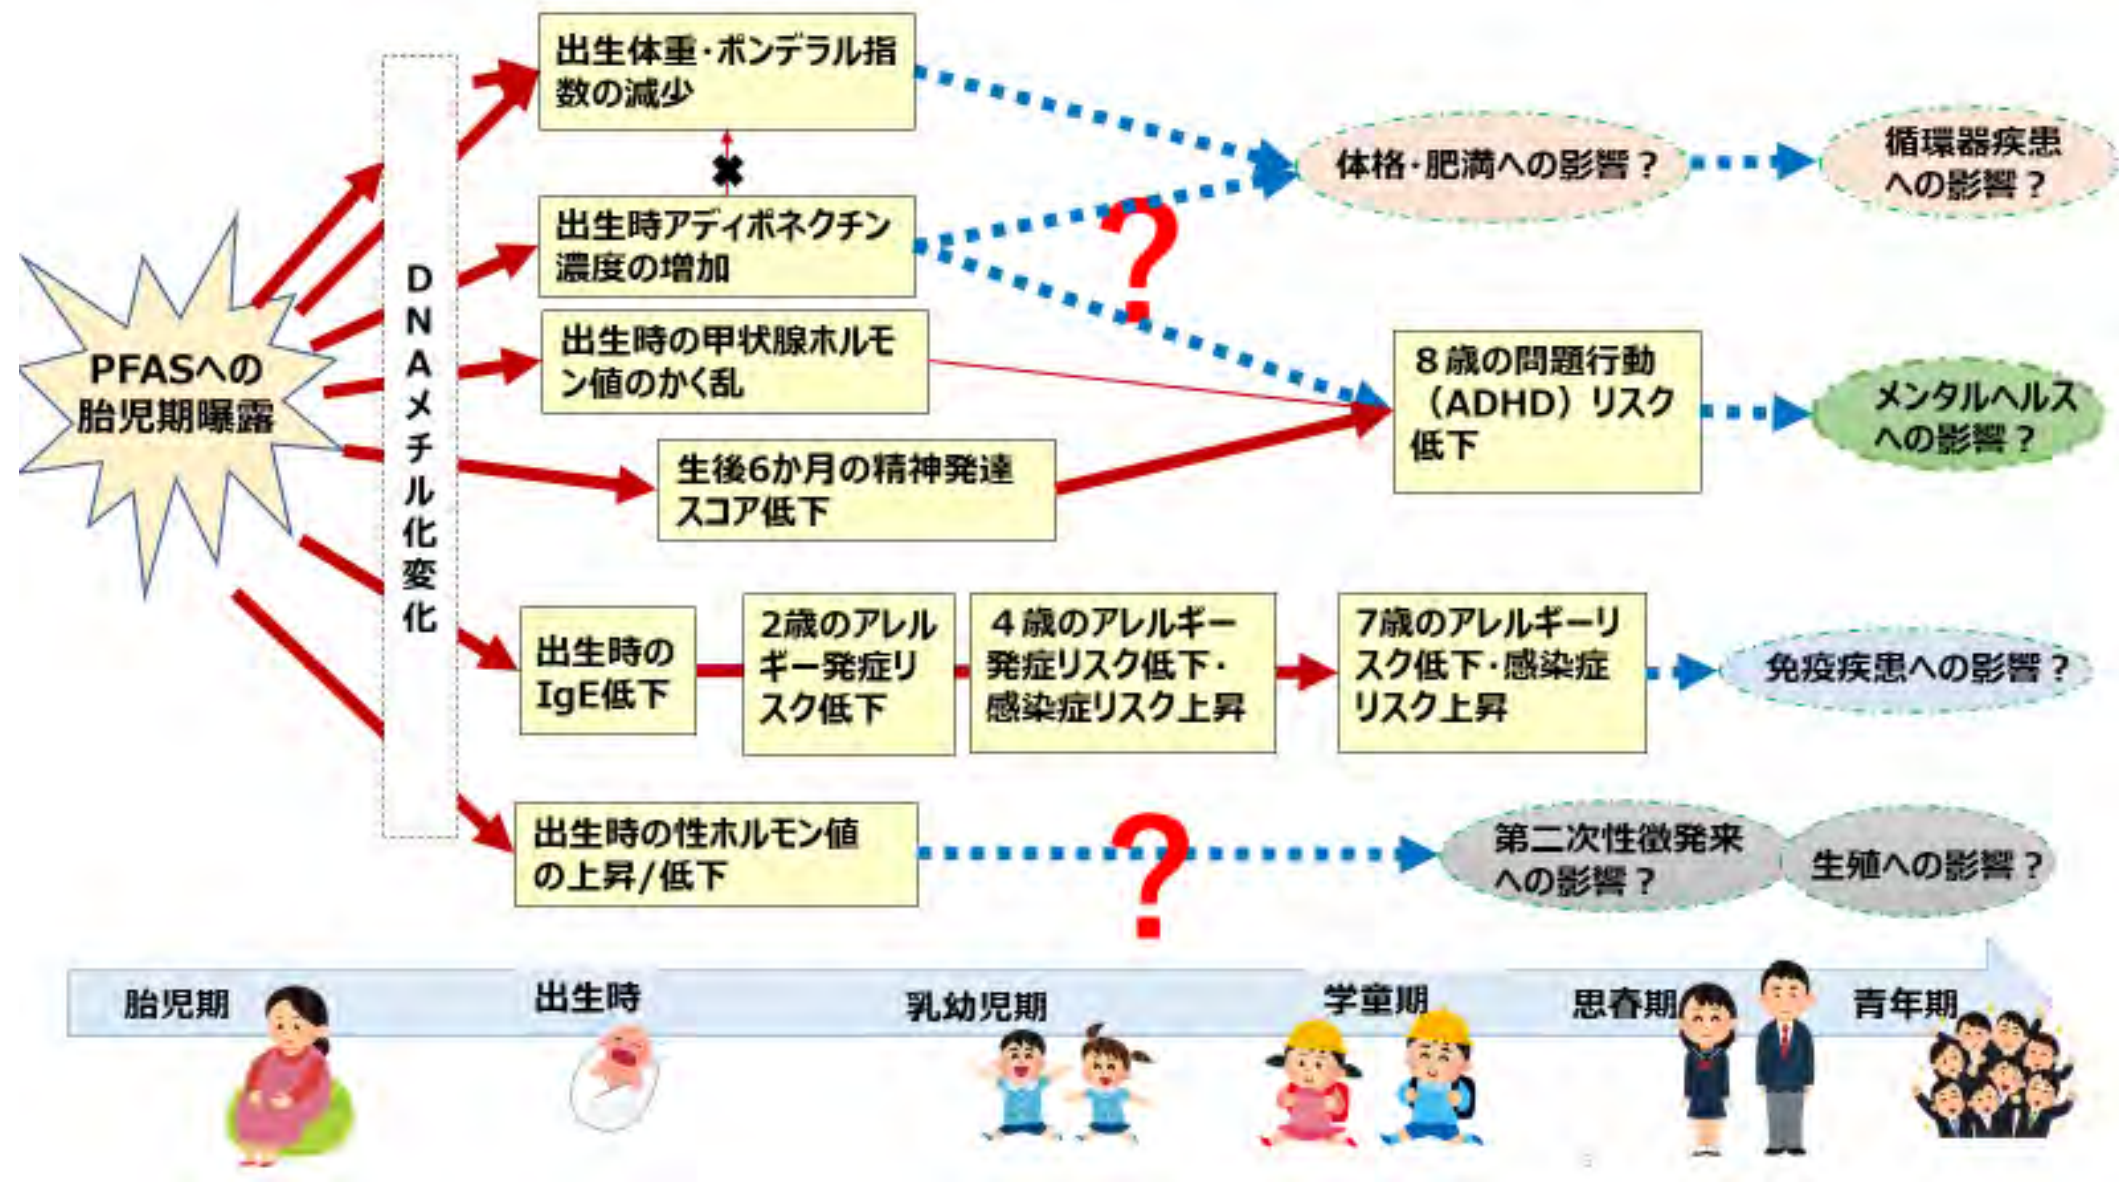 出生体重・ポンデラル指
数の減少
体格・肥満への影響？
循環器疾患
への影響？
出生時アディポネクチン
濃度の増加
?
DNAメチル化変化
PFASへの
胎児期曝露
出生時の甲状腺ホルモ
ン値のかく乱
８歳の問題行動
（ADHD）リスク
低下
メンタルヘルス
への影響？
生後6か月の精神発達
スコア低下
出生時の
IgE低下
2歳のアレル
ギー発症リ
スク低下
４歳のアレルギー
発症リスク低下・
感染症リスク上昇
7歳のアレルギーリ
スク低下・感染症
リスク上昇
免疫疾患への影響？
出生時の性ホルモン値
の上昇/低下
?
第二次性徴発来
への影響？
生殖への影響？
胎児期
出生時
乳幼児期
学童期
思春期
青年期